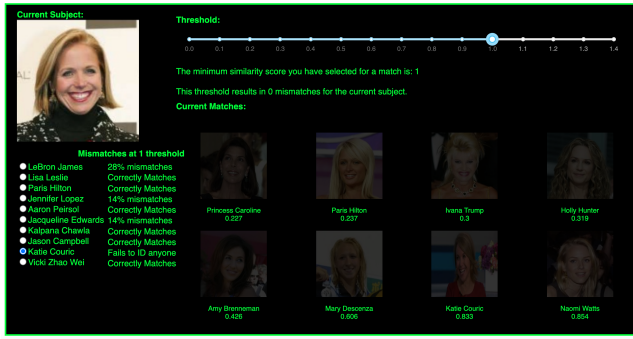 Current Subject:
Threshold:
0.0 0.1 0.2 0.3 0.4 0.5 0.6 0.7 0.8 0.9 1.0 1.1 1.2 1.3 1.4
The minimum similarity score you have selected for a match is: 1
This threshold results in 0 mismatches for the current subject.
Current Matches:
Mismatches at 1 threshold
LeBron James 28% mismatches
Lisa Leslie Correctly Matches
Paris Hilton Correctly Matches
Jennifer Lopez 14% mismatches
Aaron Peirsol Correctly Matches
Jacqueline Edwards 14% mismatches
Kalpana Chawla Correctly Matches
Jason Campbell Correctly Matches
Katie Couric Fails to ID anyone
Vicki Zhao Wei Correctly Matches
Princess Caroline Paris Hilton Ivana Trump Holly Hunter
0.227 0.237 0.3 0.319
Amy Brenneman Mary Descenza Katie Couric Naomi Watts
0.426 0.606 0.833 0.854